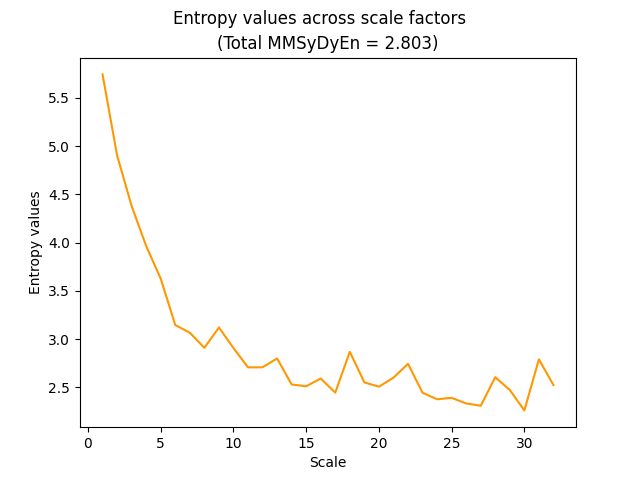 Entropy values across scale factors
(Total MMSyDyEn = 2.803)
Entropy values
5.5
5.0
4.5
4.0
3.5
3.0
2.5
0 5 10 15 20 25 30
Scale